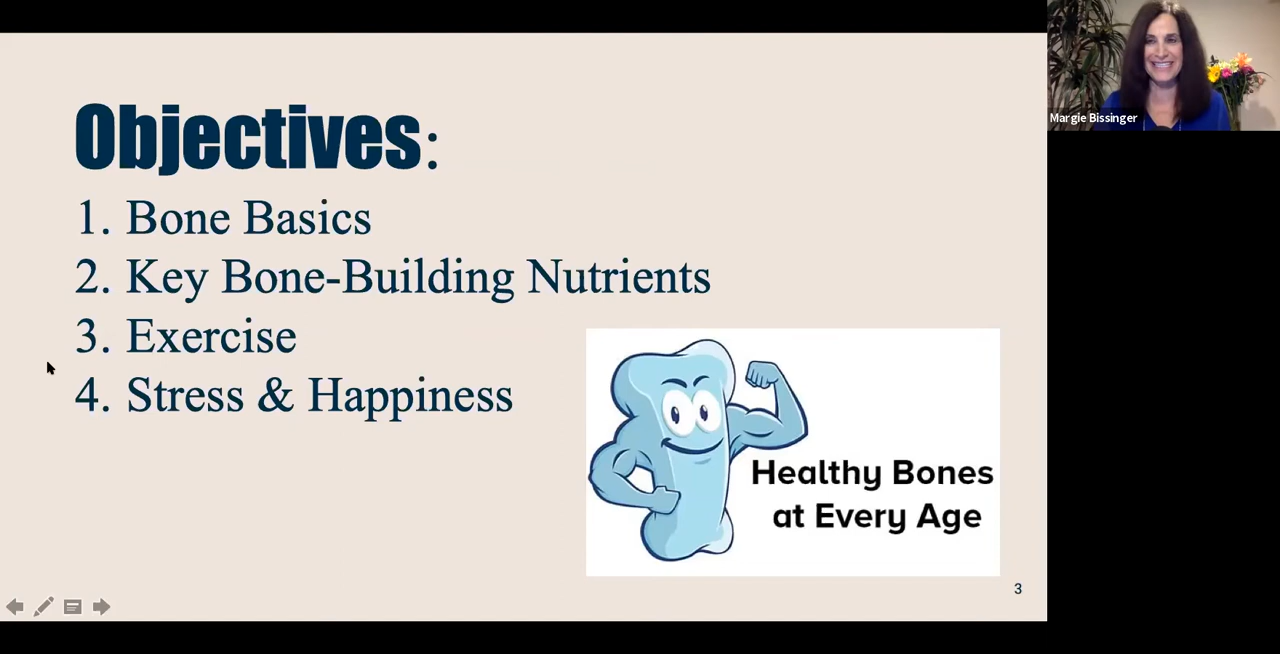 Objectives:
1. Bone Basics
2. Key Bone-Building Nutrients
3. Exercise
4. Stress & Happiness
Healthy Bones
at Every Age
3
Margie Bissinger